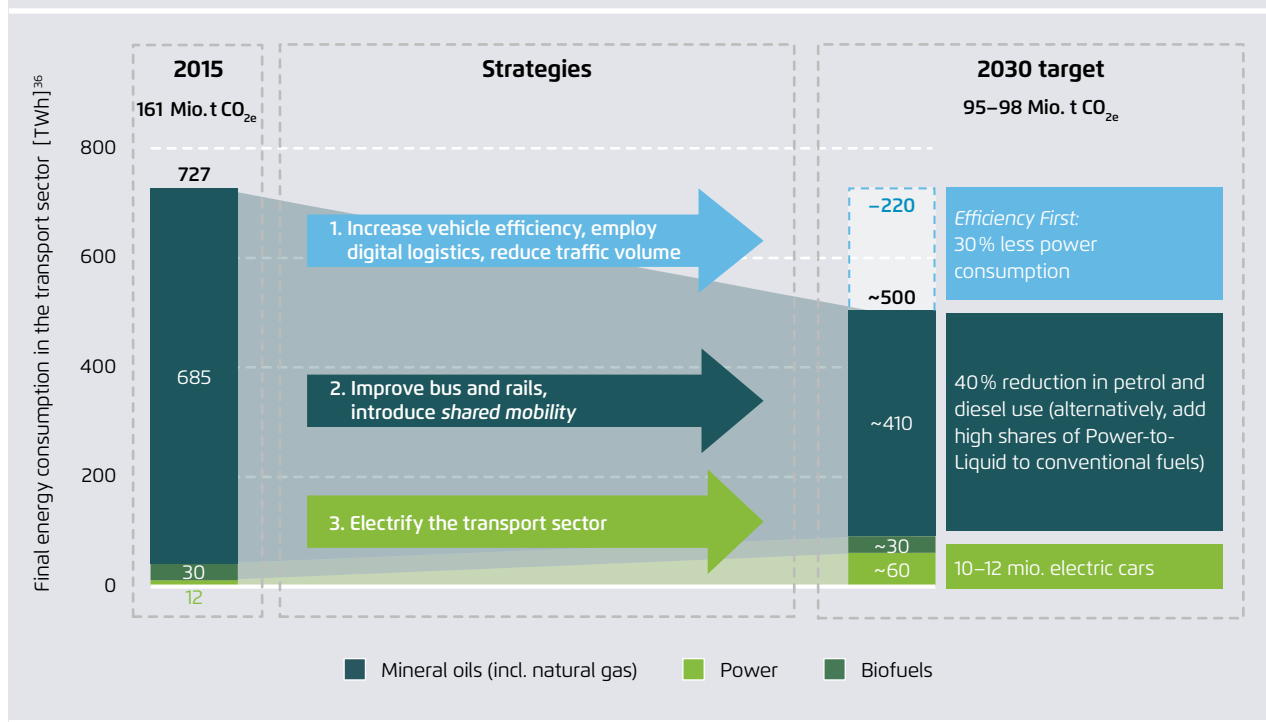 2015
161 Mio. t CO2e
Strategies
2030 target
95–98 Mio. t CO2e
Final energy consumption in the transport sector [TWh]36
800
600
400
200
0
727
685
30
12
1. Increase vehicle efficiency, employ
digital logistics, reduce traffic volume
2. Improve bus and rails,
introduce shared mobility
3. Electrify the transport sector
–220
~500
~410
~30
~60
Efficiency First:
30 % less power
consumption
40 % reduction in petrol and
diesel use (alternatively, add
high shares of Power-to-
Liquid to conventional fuels)
10–12 mio. electric cars
Mineral oils (incl. natural gas)
Power
Biofuels